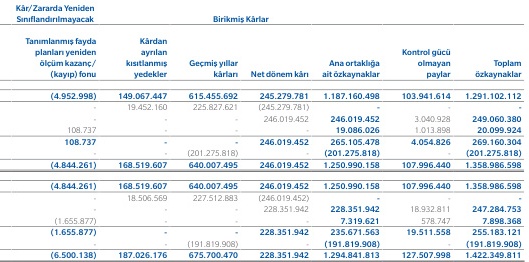 Kâr/Zararda Yeniden
Sınıflandırılmayacak Birikmiş Kârlar
Tanımlanmış fayda planları yeniden ölçüm kazanç/ (kayıp) fonu Kârdan ayrılan kısıtlanmış yedekler Geçmiş yıllar kârları Net dönem kârı Ana ortaklığa ait özkaynaklar Kontrol gücü olmayan paylar Toplam özkaynaklar
(4.952.998) 149.067.447 615.455.692 245.279.781 1.187.160.498 103.941.614 1.291.102.112
- 19.452.160 225.827.621 (245.279.781) - - -
- - - 246.019.452 246.019.452 3.040.928 249.060.380
108.737 - - - 19.086.026 1.013.898 20.099.924
108.737 - - 246.019.452 265.105.478 4.054.826 269.160.304
- - (201.275.818) - (201.275.818) - (201.275.818)
(4.844.261) 168.519.607 640.007.495 246.019.452 1.250.990.158 107.996.440 1.358.986.598
(4.844.261) 168.519.607 640.007.495 246.019.452 1.250.990.158 107.996.440 1.358.986.598
- 18.506.569 227.512.883 (246.019.452) - - -
- - - 228.351.942 228.351.942 18.932.811 247.284.753
(1.655.877) - - - 7.319.621 578.747 7.898.368
(1.655.877) - - 228.351.942 235.671.563 19.511.558 255.183.121
- - (191.819.908) - (191.819.908) - (191.819.908)
(6.500.138) 187.026.176 675.700.470 228.351.942 1.294.841.813 127.507.998 1.422.349.811